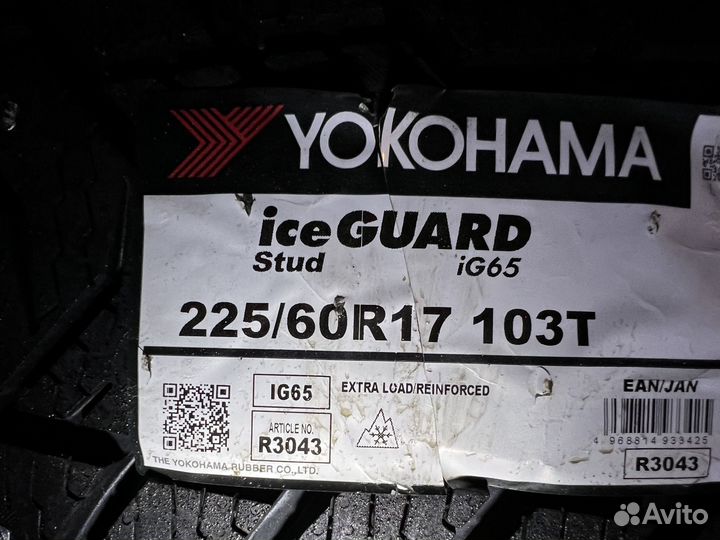 YOKOHAMA
iceGUARD
Stud iG65
225/60R17 103T
IG65
EXTRA LOAD/REINFORCED
EAN/JAN
ARTICLE NO.
R3043
4 968814 933425
R3043
THE YOKOHAMA RUBBER CO.,LTD.
Avito